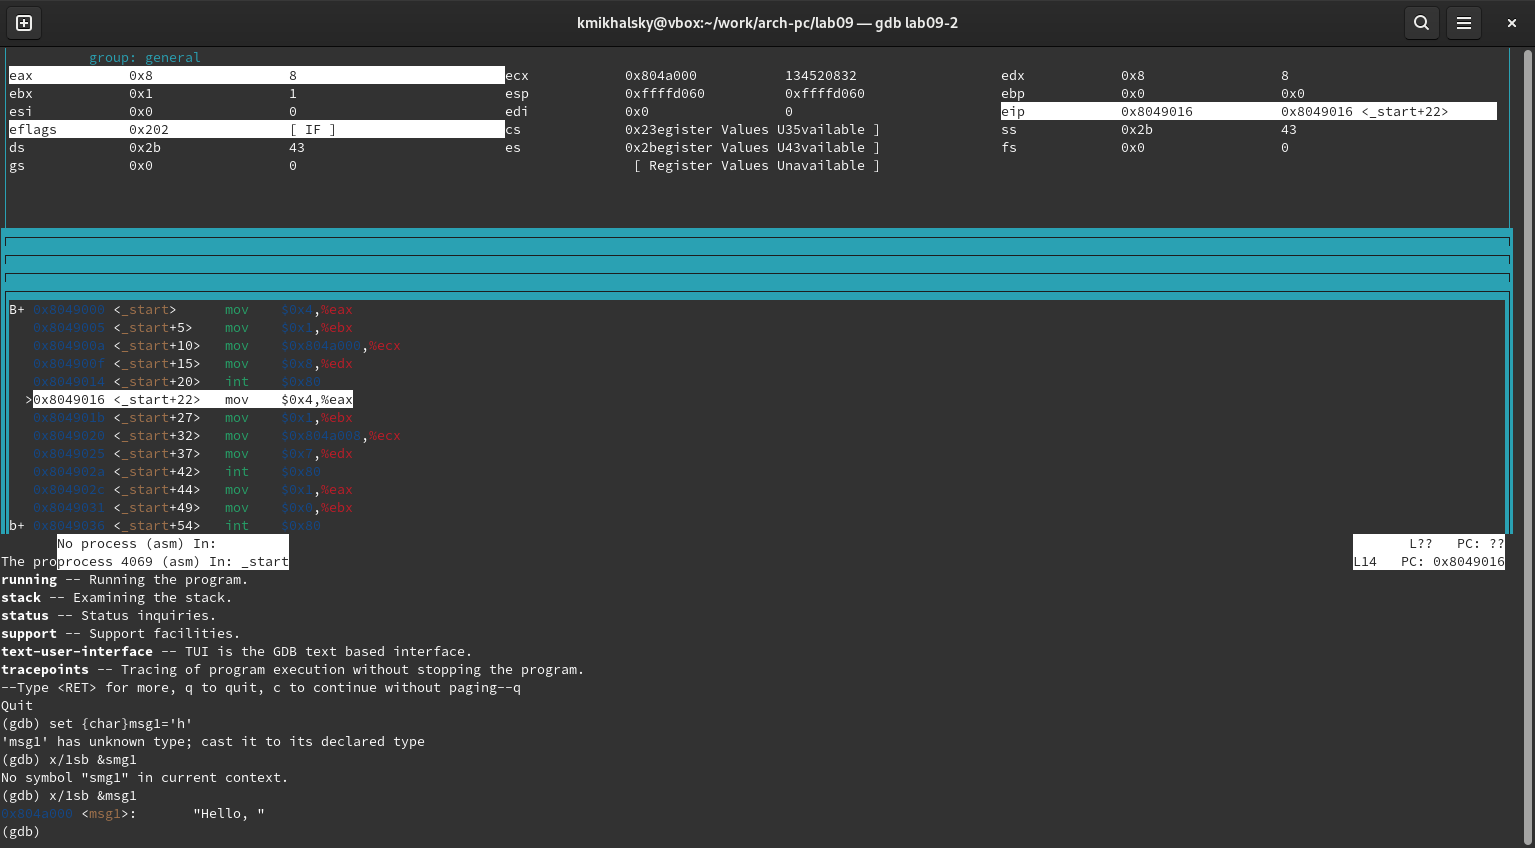 kmikhalsky@vbox:~/work/arch-pc/lab09 — gdb lab09-2
group: general
eax 0x8 8 ecx 0x804a000 134520832 edx 0x8 8
ebx 0x1 1 esp 0xffffd060 0xffffd060 ebp 0x0 0x0
esi 0x0 0 edi 0x0 0 eip 0x8049016 0x8049016 <_start+22>
eflags 0x202 [ IF ] cs 0x23egister Values U35vailable ] ss 0x2b 43
ds 0x2b 43 es 0x2begister Values U43vailable ] fs 0x0 0
gs 0x0 0 [ Register Values Unavailable ]
B+ 0x8049000 <_start> mov $0x4,%eax
0x8049005 <_start+5> mov $0x1,%ebx
0x804900a <_start+10> mov $0x804a000,%ecx
0x804900f <_start+15> mov $0x8,%edx
0x8049014 <_start+20> int $0x80
>0x8049016 <_start+22> mov $0x4,%eax
0x804901b <_start+27> mov $0x1,%ebx
0x8049020 <_start+32> mov $0x804a008,%ecx
0x8049025 <_start+37> mov $0x7,%edx
0x804902a <_start+42> int $0x80
0x804902c <_start+44> mov $0x1,%eax
0x8049031 <_start+49> mov $0x0,%ebx
b+ 0x8049036 <_start+54> int $0x80
No process (asm) In: L?? PC: ??
The proprocess 4069 (asm) In: _start L14 PC: 0x8049016
running -- Running the program.
stack -- Examining the stack.
status -- Status inquiries.
support -- Support facilities.
text-user-interface -- TUI is the GDB text based interface.
tracepoints -- Tracing of program execution without stopping the program.
--Type <RET> for more, q to quit, c to continue without paging--q
Quit
(gdb) set {char}msg1='h'
'msg1' has unknown type; cast it to its declared type
(gdb) x/1sb &smg1
No symbol "smg1" in current context.
(gdb) x/1sb &msg1
0x804a000 <msg1>: "Hello, "
(gdb)